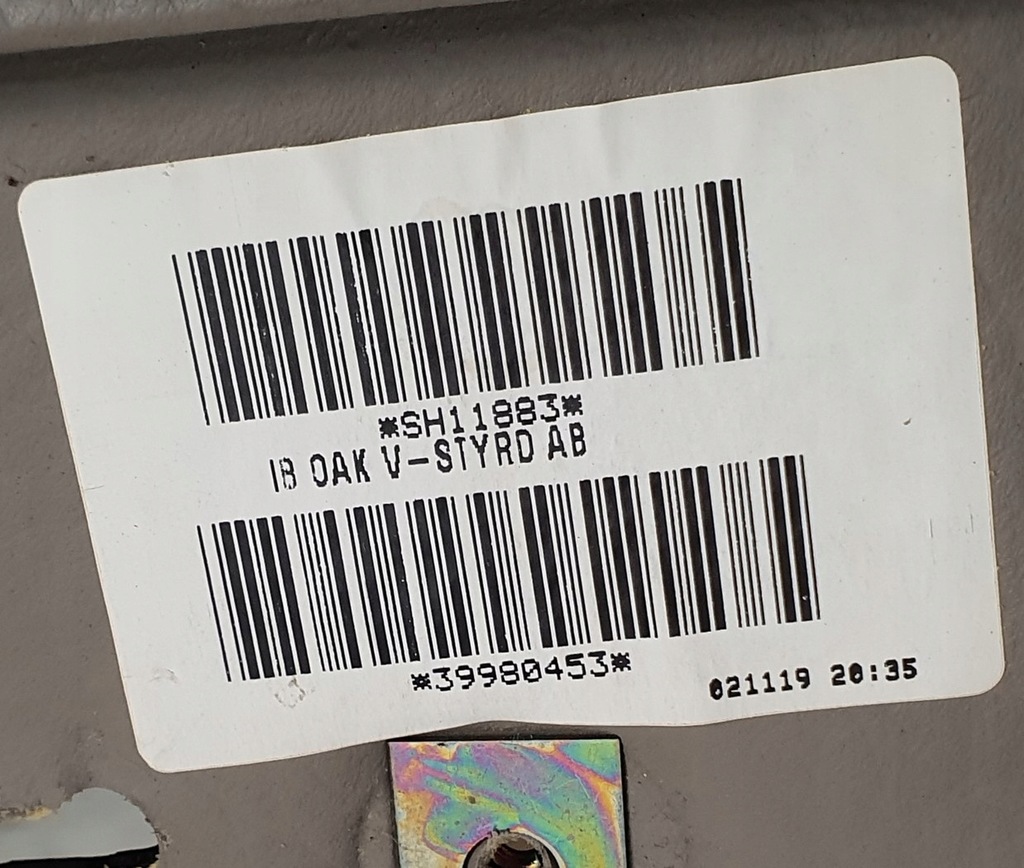 *SH11883*
IB OAK V-STYRD AB
*39980453*
021119 20:35